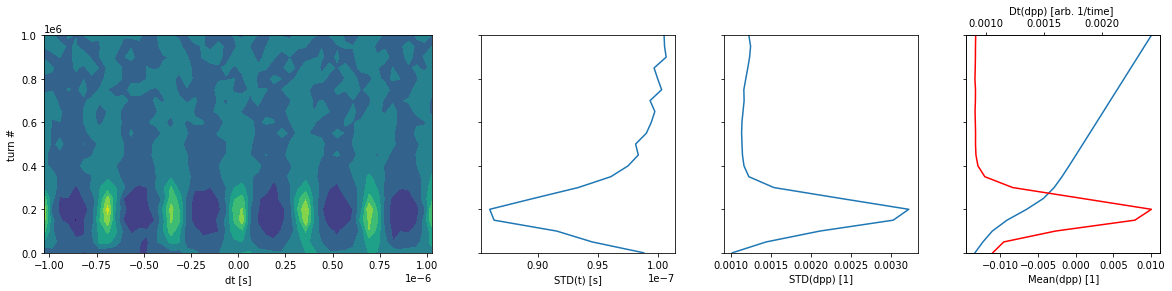 1e6
1.0
0.8
0.6
0.4
0.2
0.0
turn #
−1.00 −0.75 −0.50 −0.25 0.00 0.25 0.50 0.75 1.00
dt [s]
1e−6
0.90 0.95 1.00
STD(t) [s]
1e−7
0.0010 0.0015 0.0020 0.0025 0.0030
STD(dpp) [1]
Dt(dpp) [arb. 1/time]
0.0010 0.0015 0.0020
−0.010 −0.005 0.000 0.005 0.010
Mean(dpp) [1]